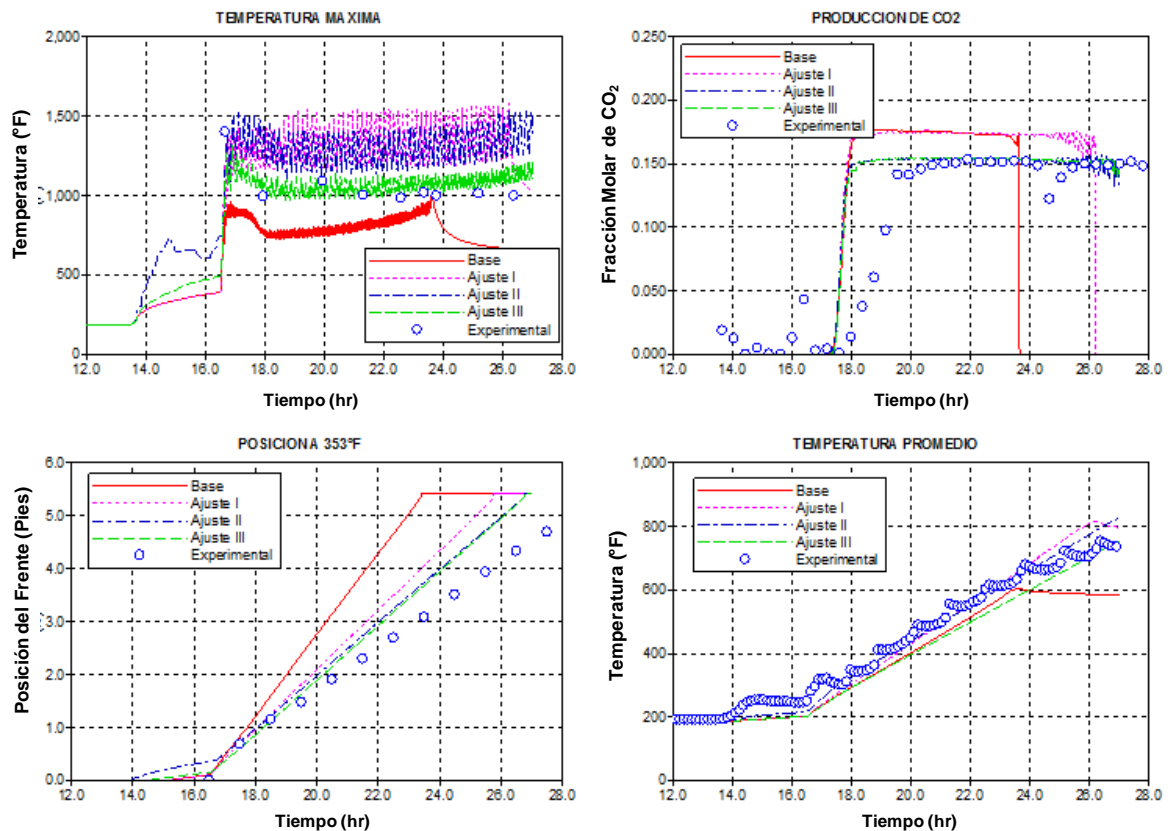 TEMPERATURA MAXIMA
2,000
1,500
1,000
500
0
12.0 14.0 16.0 18.0 20.0 22.0 24.0 26.0 28.0
Temperatura (°F)
Tiempo (hr)
Base
Ajuste I
Ajuste II
Ajuste III
Experimental
PRODUCCION DE CO2
0.250
0.200
0.150
0.100
0.050
0.000
12.0 14.0 16.0 18.0 20.0 22.0 24.0 26.0 28.0
Fracción Molar de CO₂
Tiempo (hr)
Base
Ajuste I
Ajuste II
Ajuste III
Experimental
POSICION A 353°F
6.0
5.0
4.0
3.0
2.0
1.0
0.0
12.0 14.0 16.0 18.0 20.0 22.0 24.0 26.0 28.0
Posición del Frente (Pies)
Tiempo (hr)
Base
Ajuste I
Ajuste II
Ajuste III
Experimental
TEMPERATURA PROMEDIO
1,000
800
600
400
200
0
12.0 14.0 16.0 18.0 20.0 22.0 24.0 26.0 28.0
Temperatura (°F)
Tiempo (hr)
Base
Ajuste I
Ajuste II
Ajuste III
Experimental